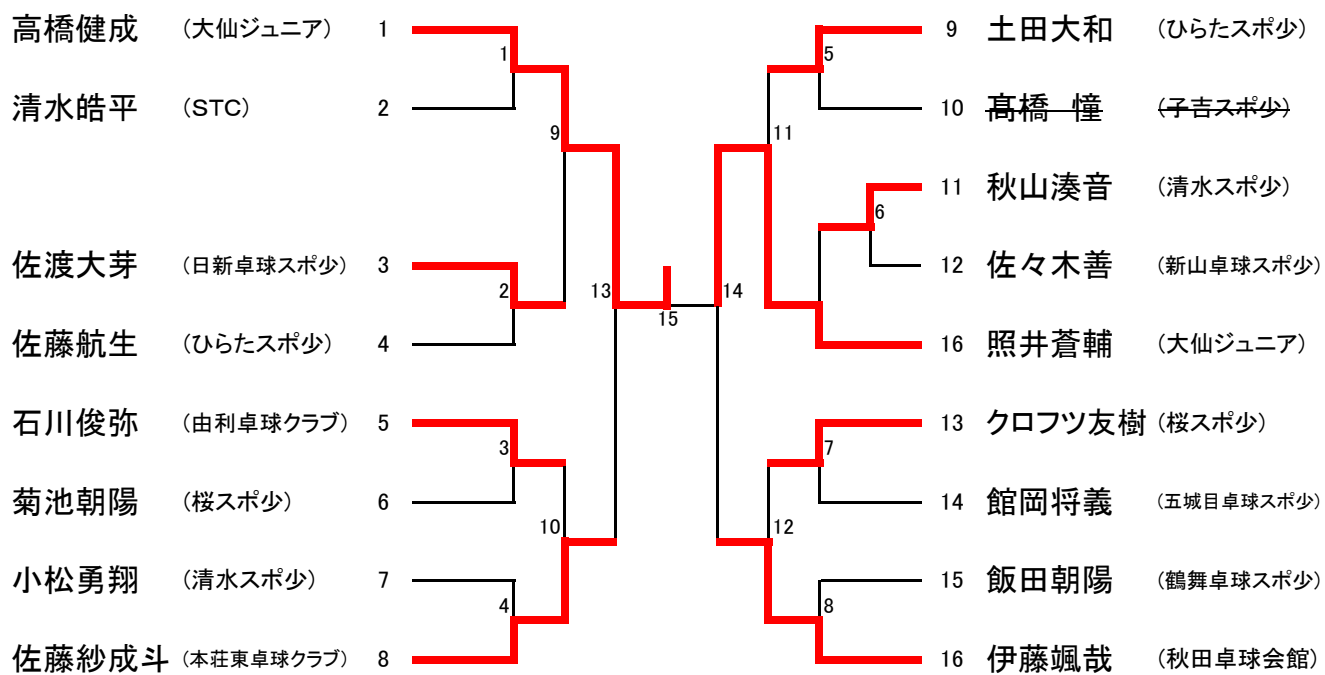 高橋健成 (大仙ジュニア) 1
清水皓平 (STC) 2
佐渡大芽 (日新卓球スポ少) 3
佐藤航生 (ひらたスポ少) 4
石川俊弥 (由利卓球クラブ) 5
菊池朝陽 (桜スポ少) 6
小松勇翔 (清水スポ少) 7
佐藤紗成斗 (本荘東卓球クラブ) 8
1
2
3
4
9
10
13
15
14
11
12
5
6
7
8
9 土田大和 (ひらたスポ少)
10 髙橋 憧 (子吉スポ少)
11 秋山湊音 (清水スポ少)
12 佐々木善 (新山卓球スポ少)
16 照井蒼輔 (大仙ジュニア)
13 クロフツ友樹 (桜スポ少)
14 館岡将義 (五城目卓球スポ少)
15 飯田朝陽 (鶴舞卓球スポ少)
16 伊藤颯哉 (秋田卓球会館)